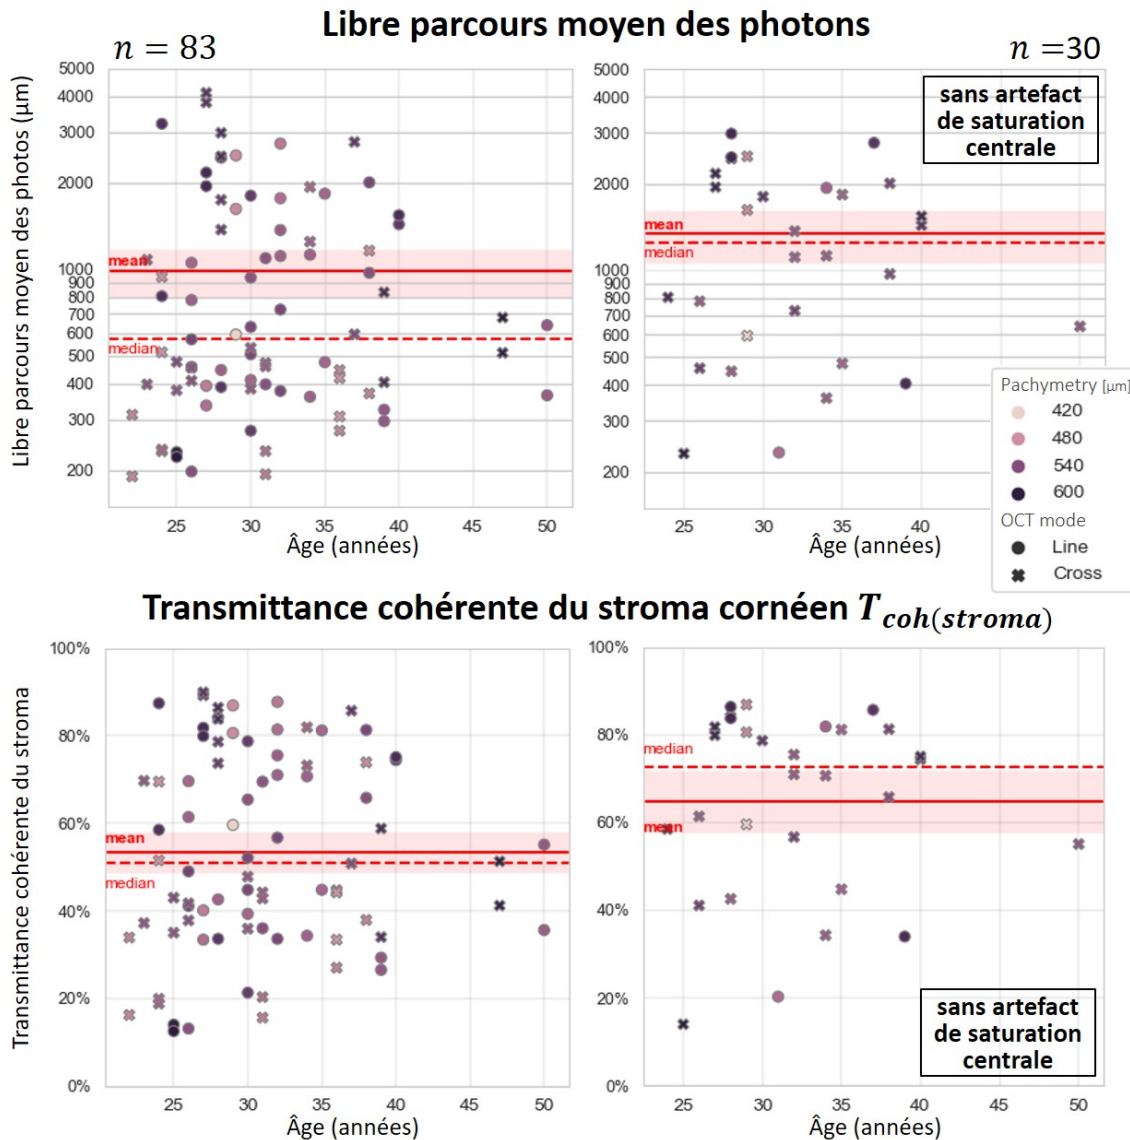 Libre parcours moyen des photons
n = 83
n =30
Libre parcours moyen des photos (µm)
5000
4000
3000
2000
1000
900
800
700
600
500
400
300
200
mean
median
25
30
35
40
45
50
Âge (années)
5000
4000
3000
2000
1000
900
800
700
600
500
400
300
200
sans artefact
de saturation
centrale
mean
median
25
30
35
40
Âge (années)
Pachymetry [µm]
420
480
540
600
OCT mode
Line
Cross
Transmittance cohérente du stroma cornéen T coh(stroma)
Transmittance cohérente du stroma
100%
80%
60%
40%
20%
0%
mean
median
25
30
35
40
45
50
Âge (années)
100%
80%
60%
40%
20%
0%
median
mean
sans artefact
de saturation
centrale
25
30
35
40
45
50
Âge (années)